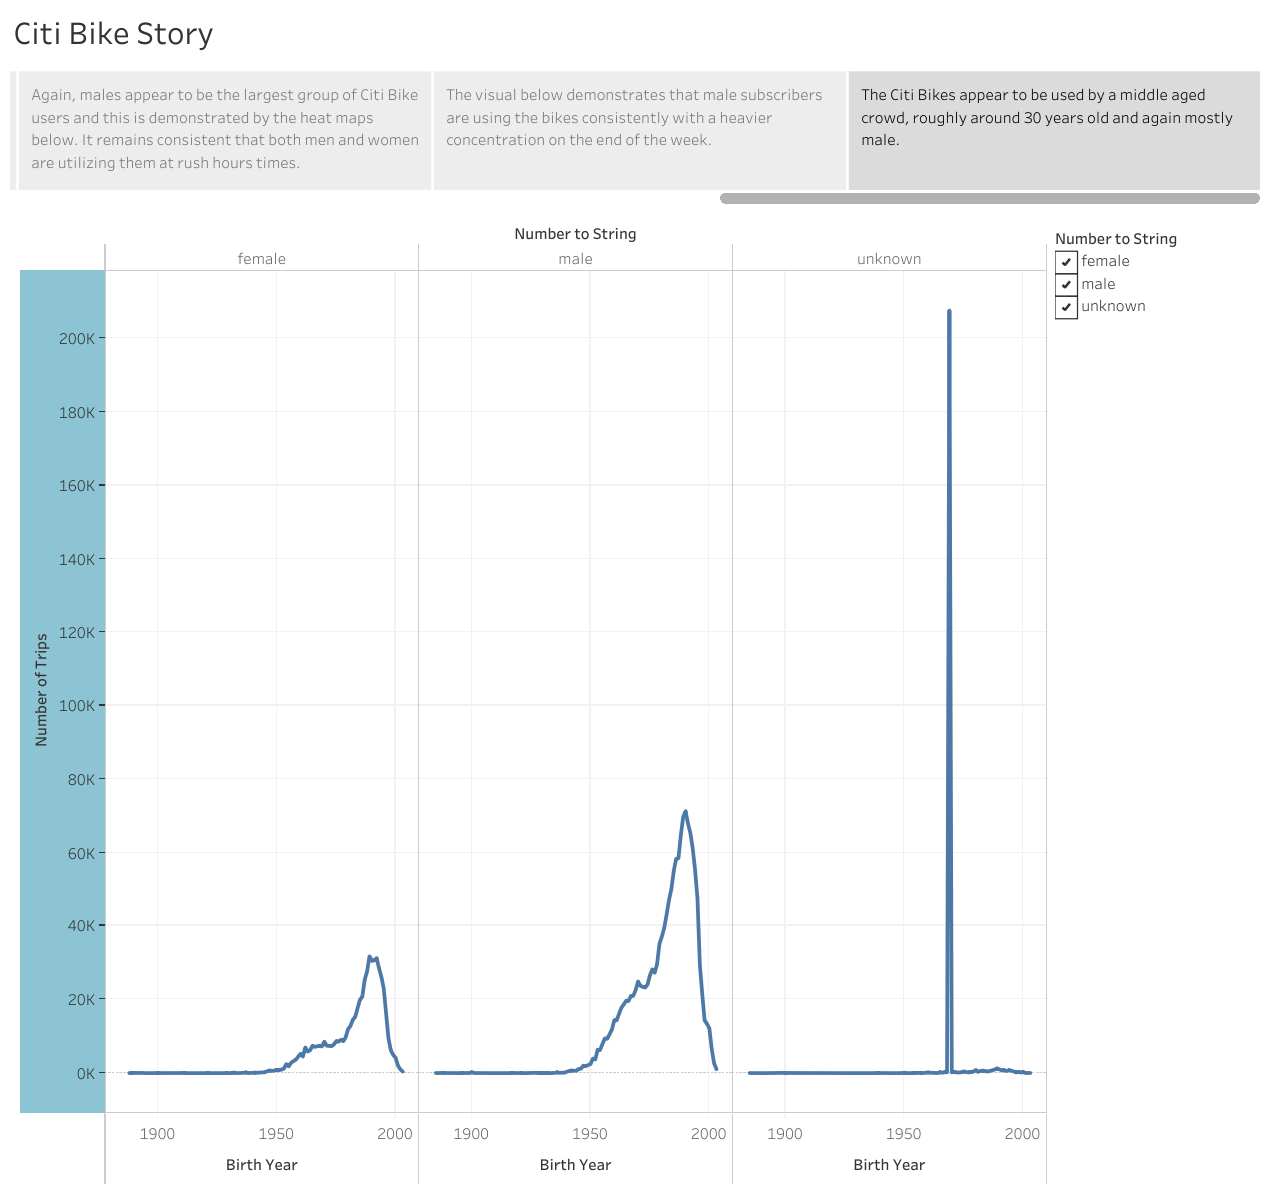 Citi Bike Story
Again, males appear to be the largest group of Citi Bike
users and this is demonstrated by the heat maps
below. It remains consistent that both men and women
are utilizing them at rush hours times.
The visual below demonstrates that male subscribers
are using the bikes consistently with a heavier
concentration on the end of the week.
The Citi Bikes appear to be used by a middle aged
crowd, roughly around 30 years old and again mostly
male.
Number to String
female male unknown
Number to String
female
male
unknown
Number of Trips
200K
180K
160K
140K
120K
100K
80K
60K
40K
20K
0K
1900 1950 2000 1900 1950 2000 1900 1950 2000
Birth Year Birth Year Birth Year